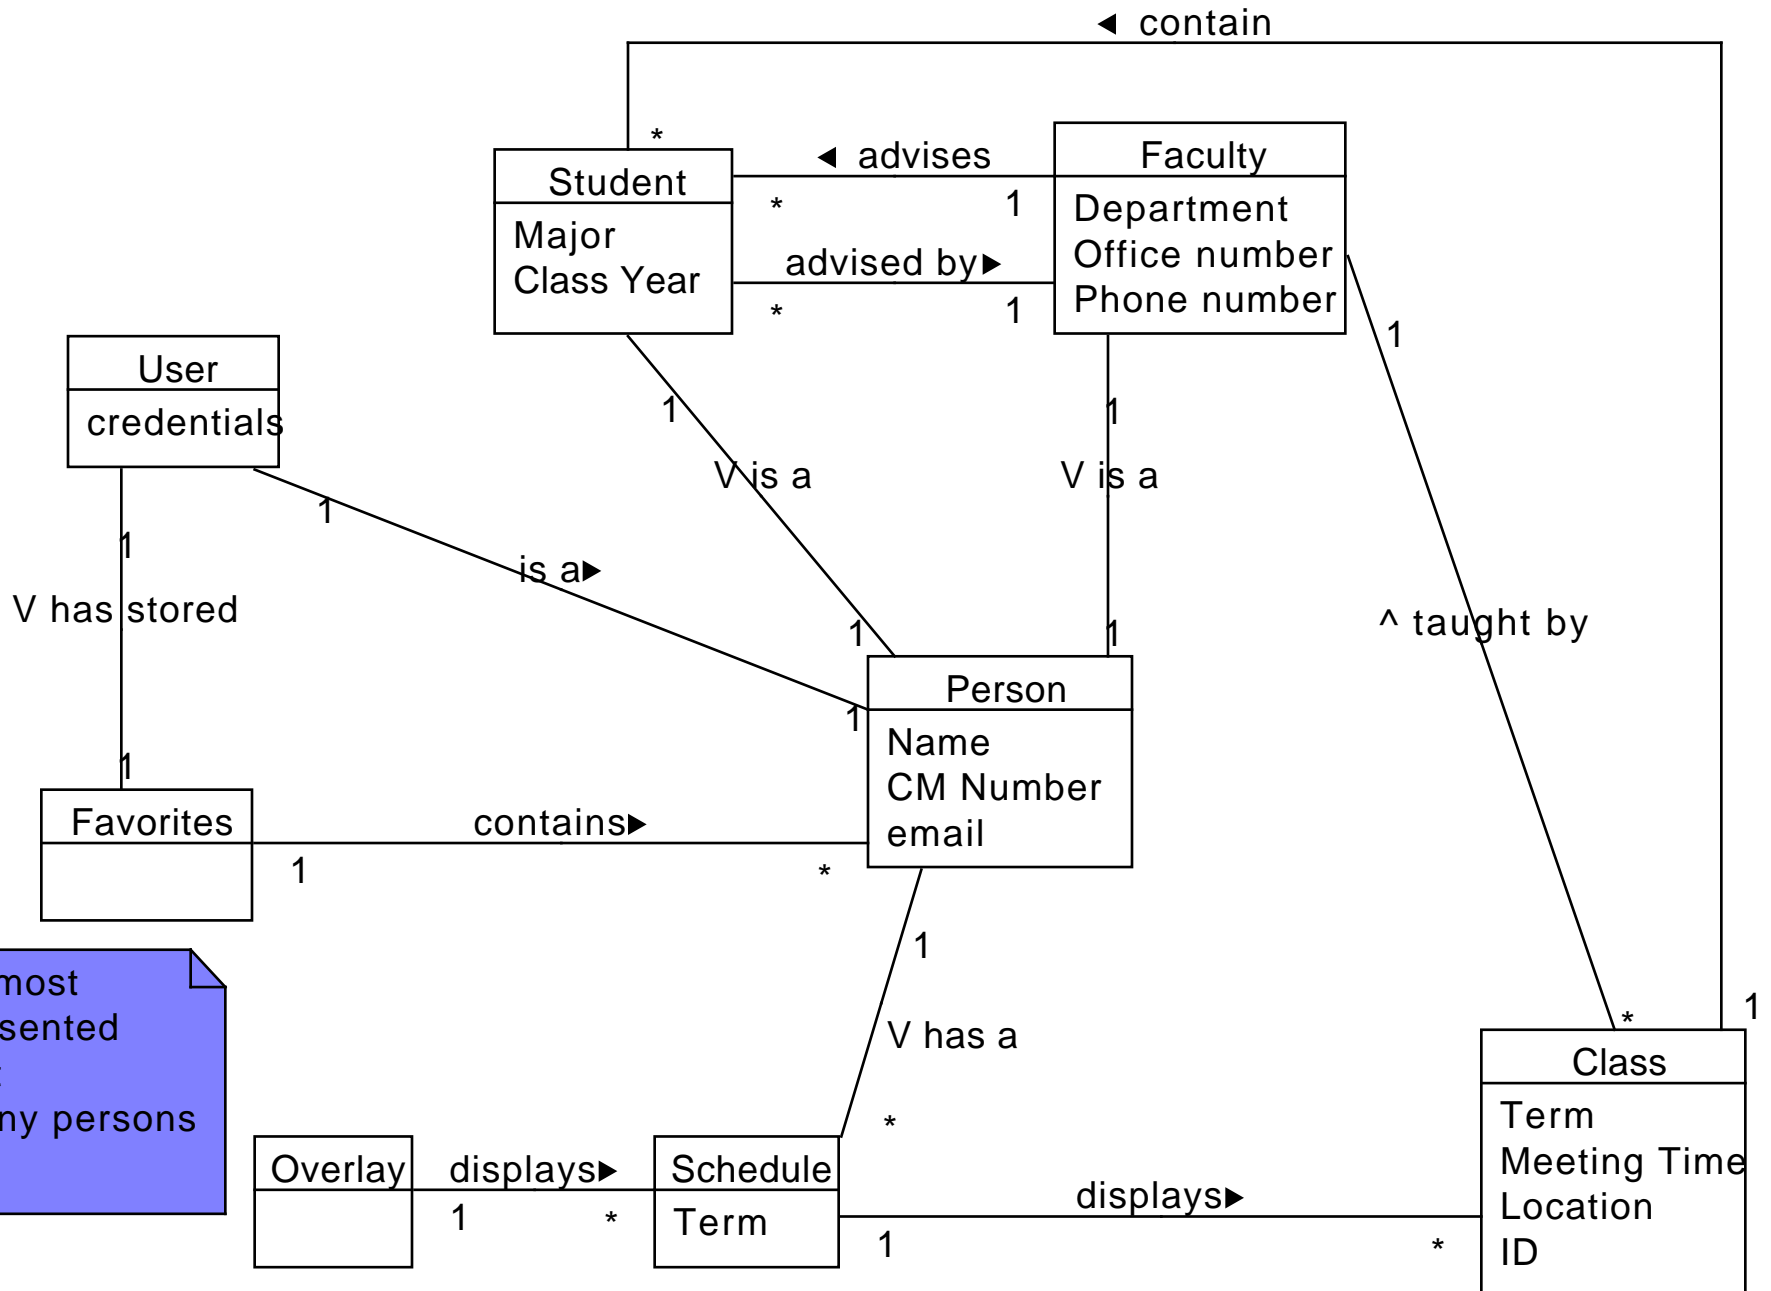 ◄ contain
*
Student
Major
Class Year
◄ advises
*
1
advised by►
*
1
Faculty
Department
Office number
Phone number
1
User
credentials
1
V is a
1
1
V is a
1
1
is a►
1
1
V has stored
1
^ taught by
Person
Name
CM Number
email
Favorites
contains►
1
*
1
V has a
*
most
sented
ny persons
Overlay
displays►
1
*
Schedule
Term
displays►
1
*
*
1
Class
Term
Meeting Time
Location
ID